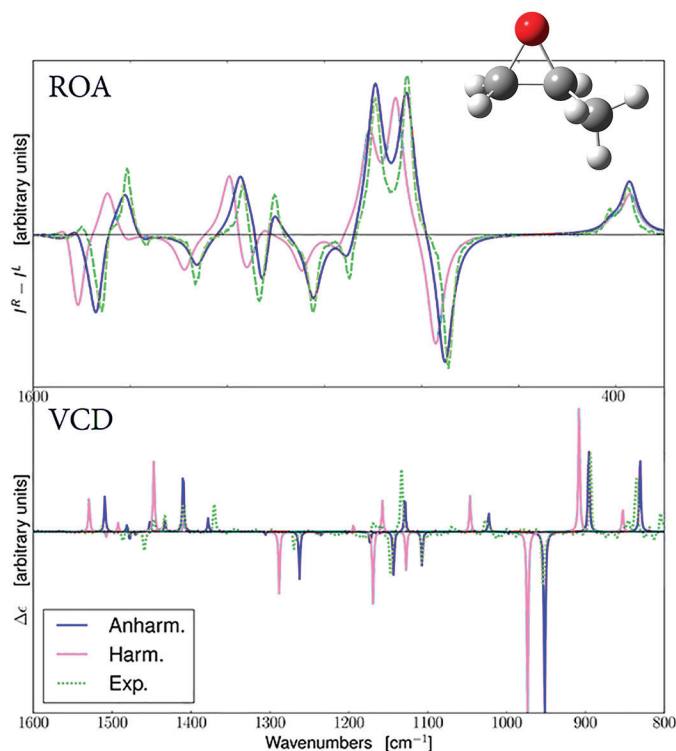 ROA
I^R − I^L [arbitrary units]
1600 400
VCD
Δϵ [arbitrary units]
Anharm.
Harm.
Exp.
1600 1500 1400 1300 1200 1100 1000 900 800
Wavenumbers [cm⁻¹]